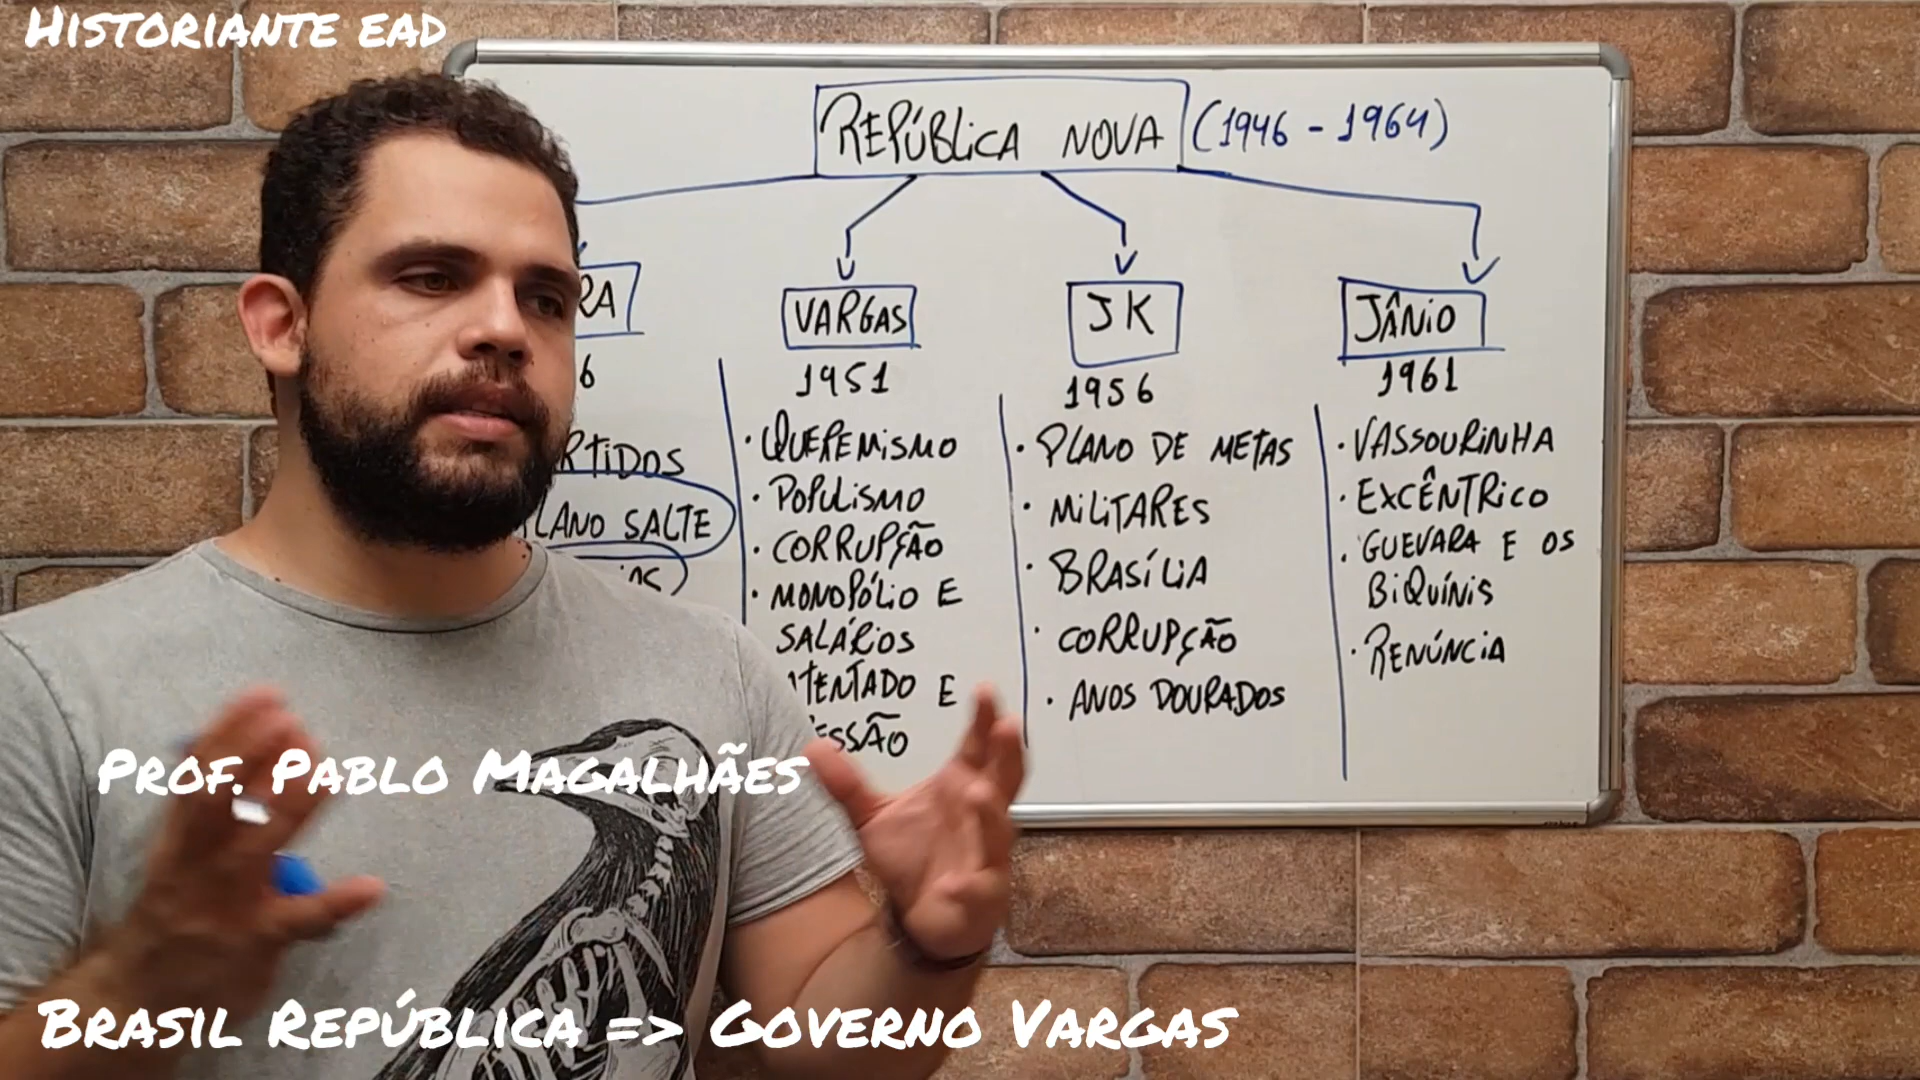 HISTORIANTE EAD
REPÚBLICA NOVA (1946 - 1964)
VARGAS
1951
• QUEREMISMO
• POPULISMO
• CORRUPÇÃO
• MONOPÓLIO E
SALÁRIOS
E
JK
1956
• PLANO DE METAS
• MILITARES
• BRASÍLIA
• CORRUPÇÃO
• ANOS DOURADOS
JÂNIO
1961
• VASSOURINHA
• EXCÊNTRICO
• GUEVARA E OS
BIQUÍNIS
• RENÚNCIA
SALTE
PROF. PABLO MAGALHÃES
BRASIL REPÚBLICA => GOVERNO VARGAS